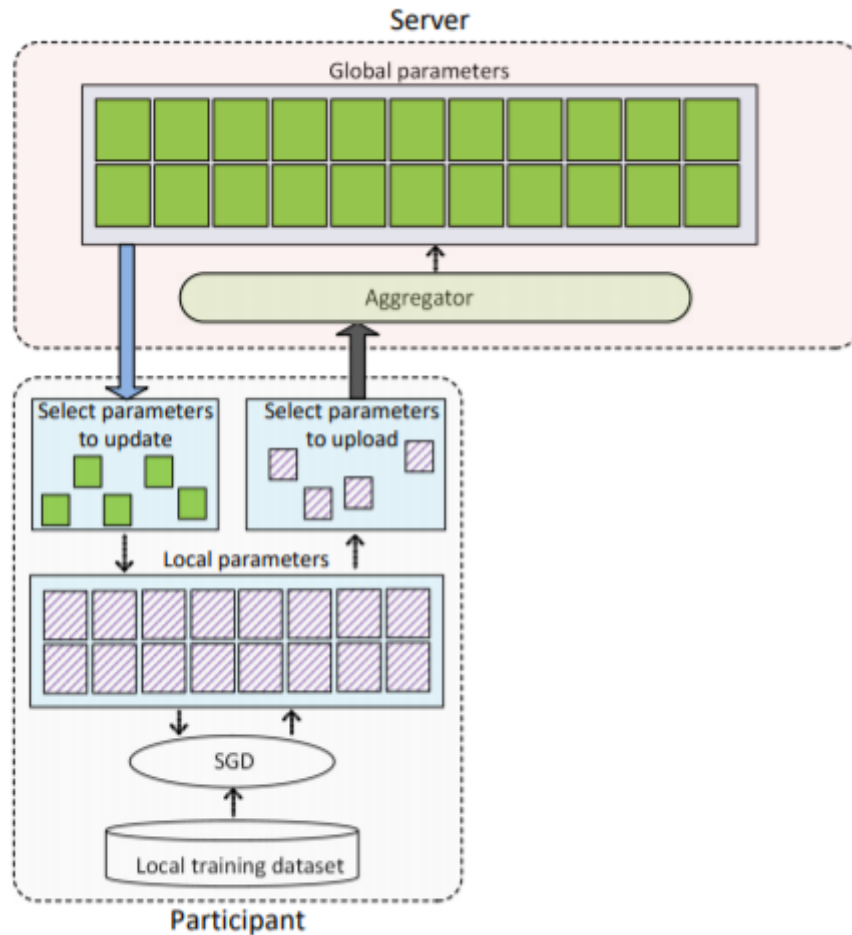 Server
Global parameters
Aggregator
Select parameters
to update
Select parameters
to upload
Local parameters
SGD
Local training dataset
Participant